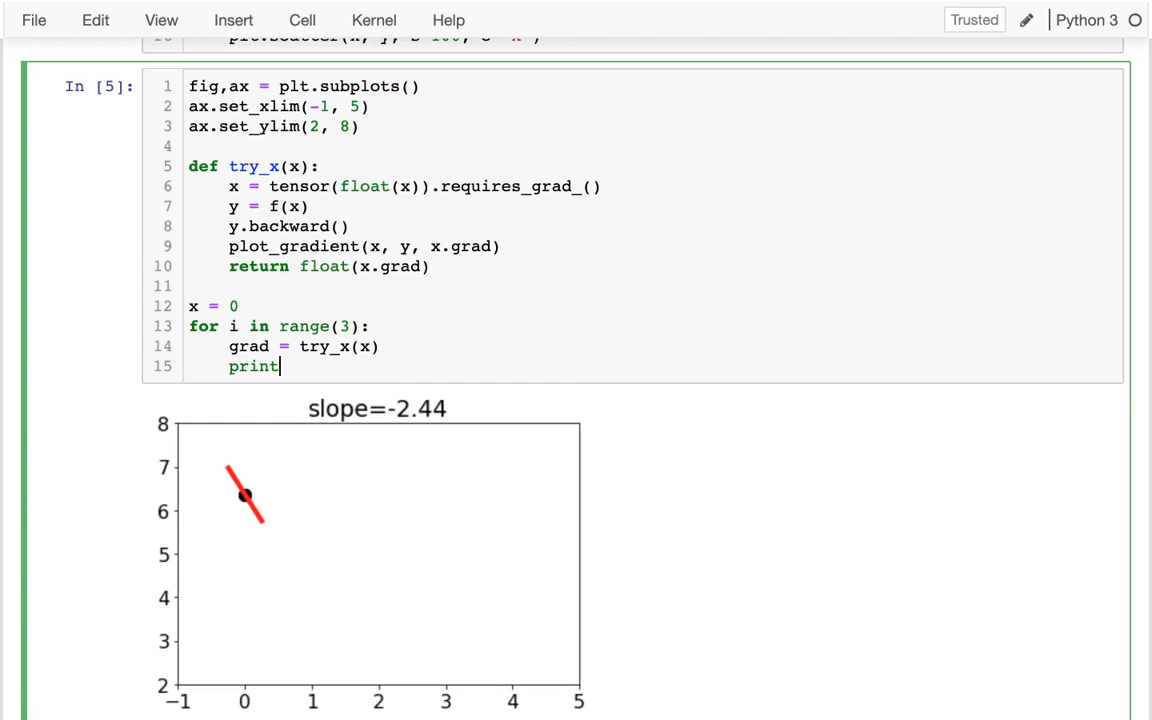 File Edit View Insert Cell Kernel Help Trusted Python 3
In [5]:
1 fig,ax = plt.subplots()
2 ax.set_xlim(-1, 5)
3 ax.set_ylim(2, 8)
4
5 def try_x(x):
6     x = tensor(float(x)).requires_grad_()
7     y = f(x)
8     y.backward()
9     plot_gradient(x, y, x.grad)
10     return float(x.grad)
11
12 x = 0
13 for i in range(3):
14     grad = try_x(x)
15     print
slope=-2.44
8
7
6
5
4
3
2
−1 0 1 2 3 4 5